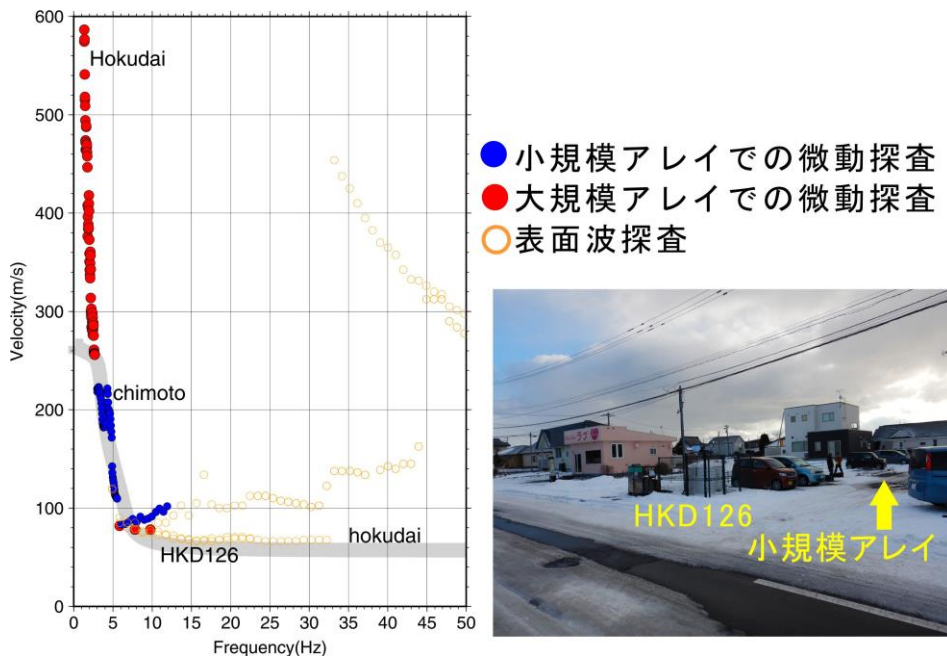 600
500
400
300
200
100
0
Velocity(m/s)
Hokudai
chimoto
HKD126
hokudai
0 5 10 15 20 25 30 35 40 45 50
Frequency(Hz)
小規模アレイでの微動探査
大規模アレイでの微動探査
表面波探査
HKD126
小規模アレイ